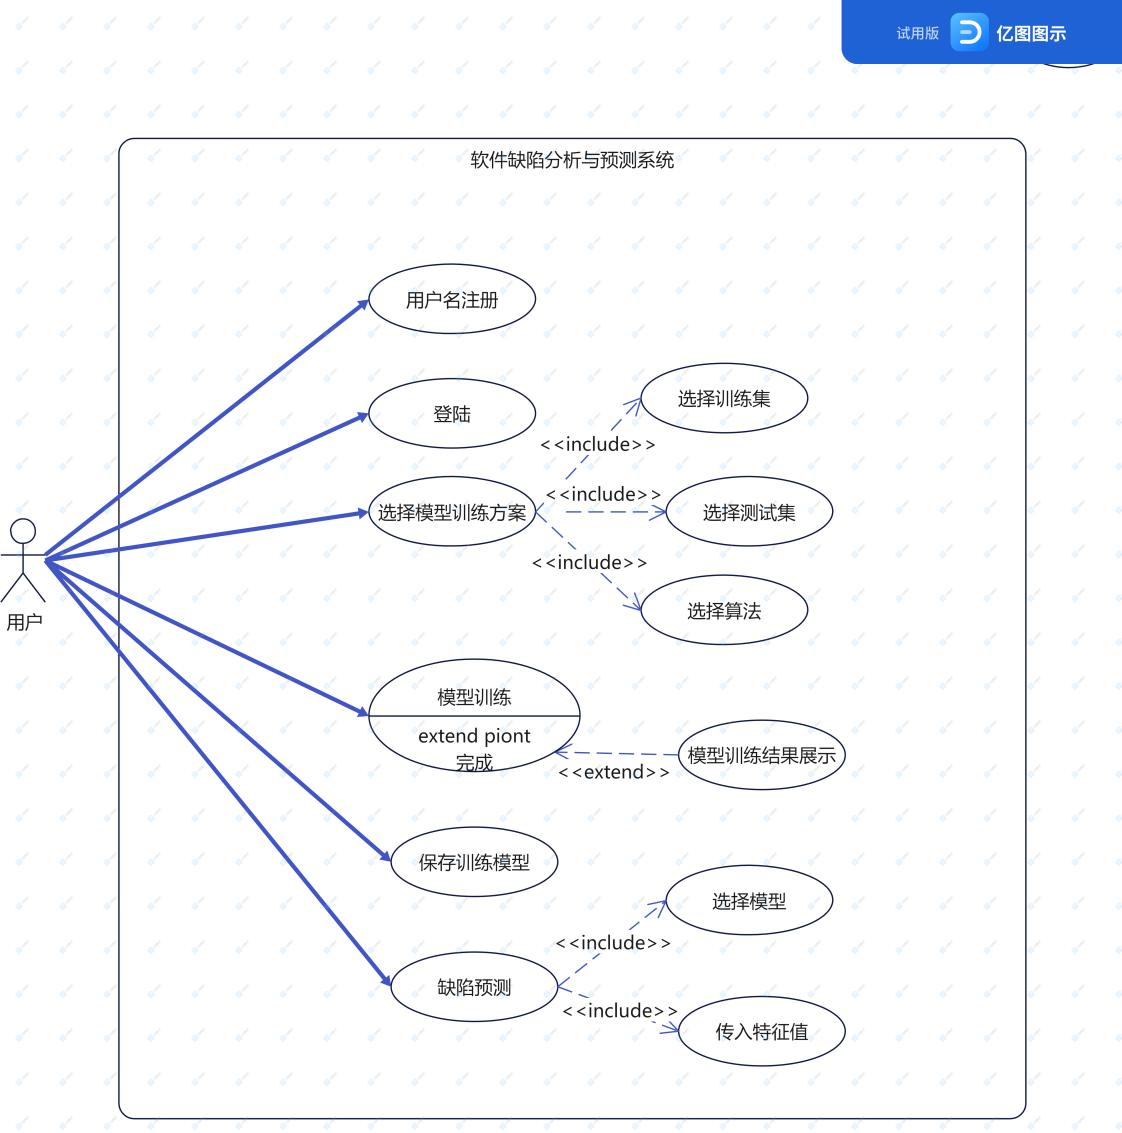 试用版 亿图图示
软件缺陷分析与预测系统
用户名注册
登陆
选择训练集
<<include>>
<<include>>
选择模型训练方案
选择测试集
<<include>>
选择算法
用户
模型训练
extend piont
完成
模型训练结果展示
<<extend>>
保存训练模型
选择模型
<<include>>
缺陷预测
<<include>>
传入特征值